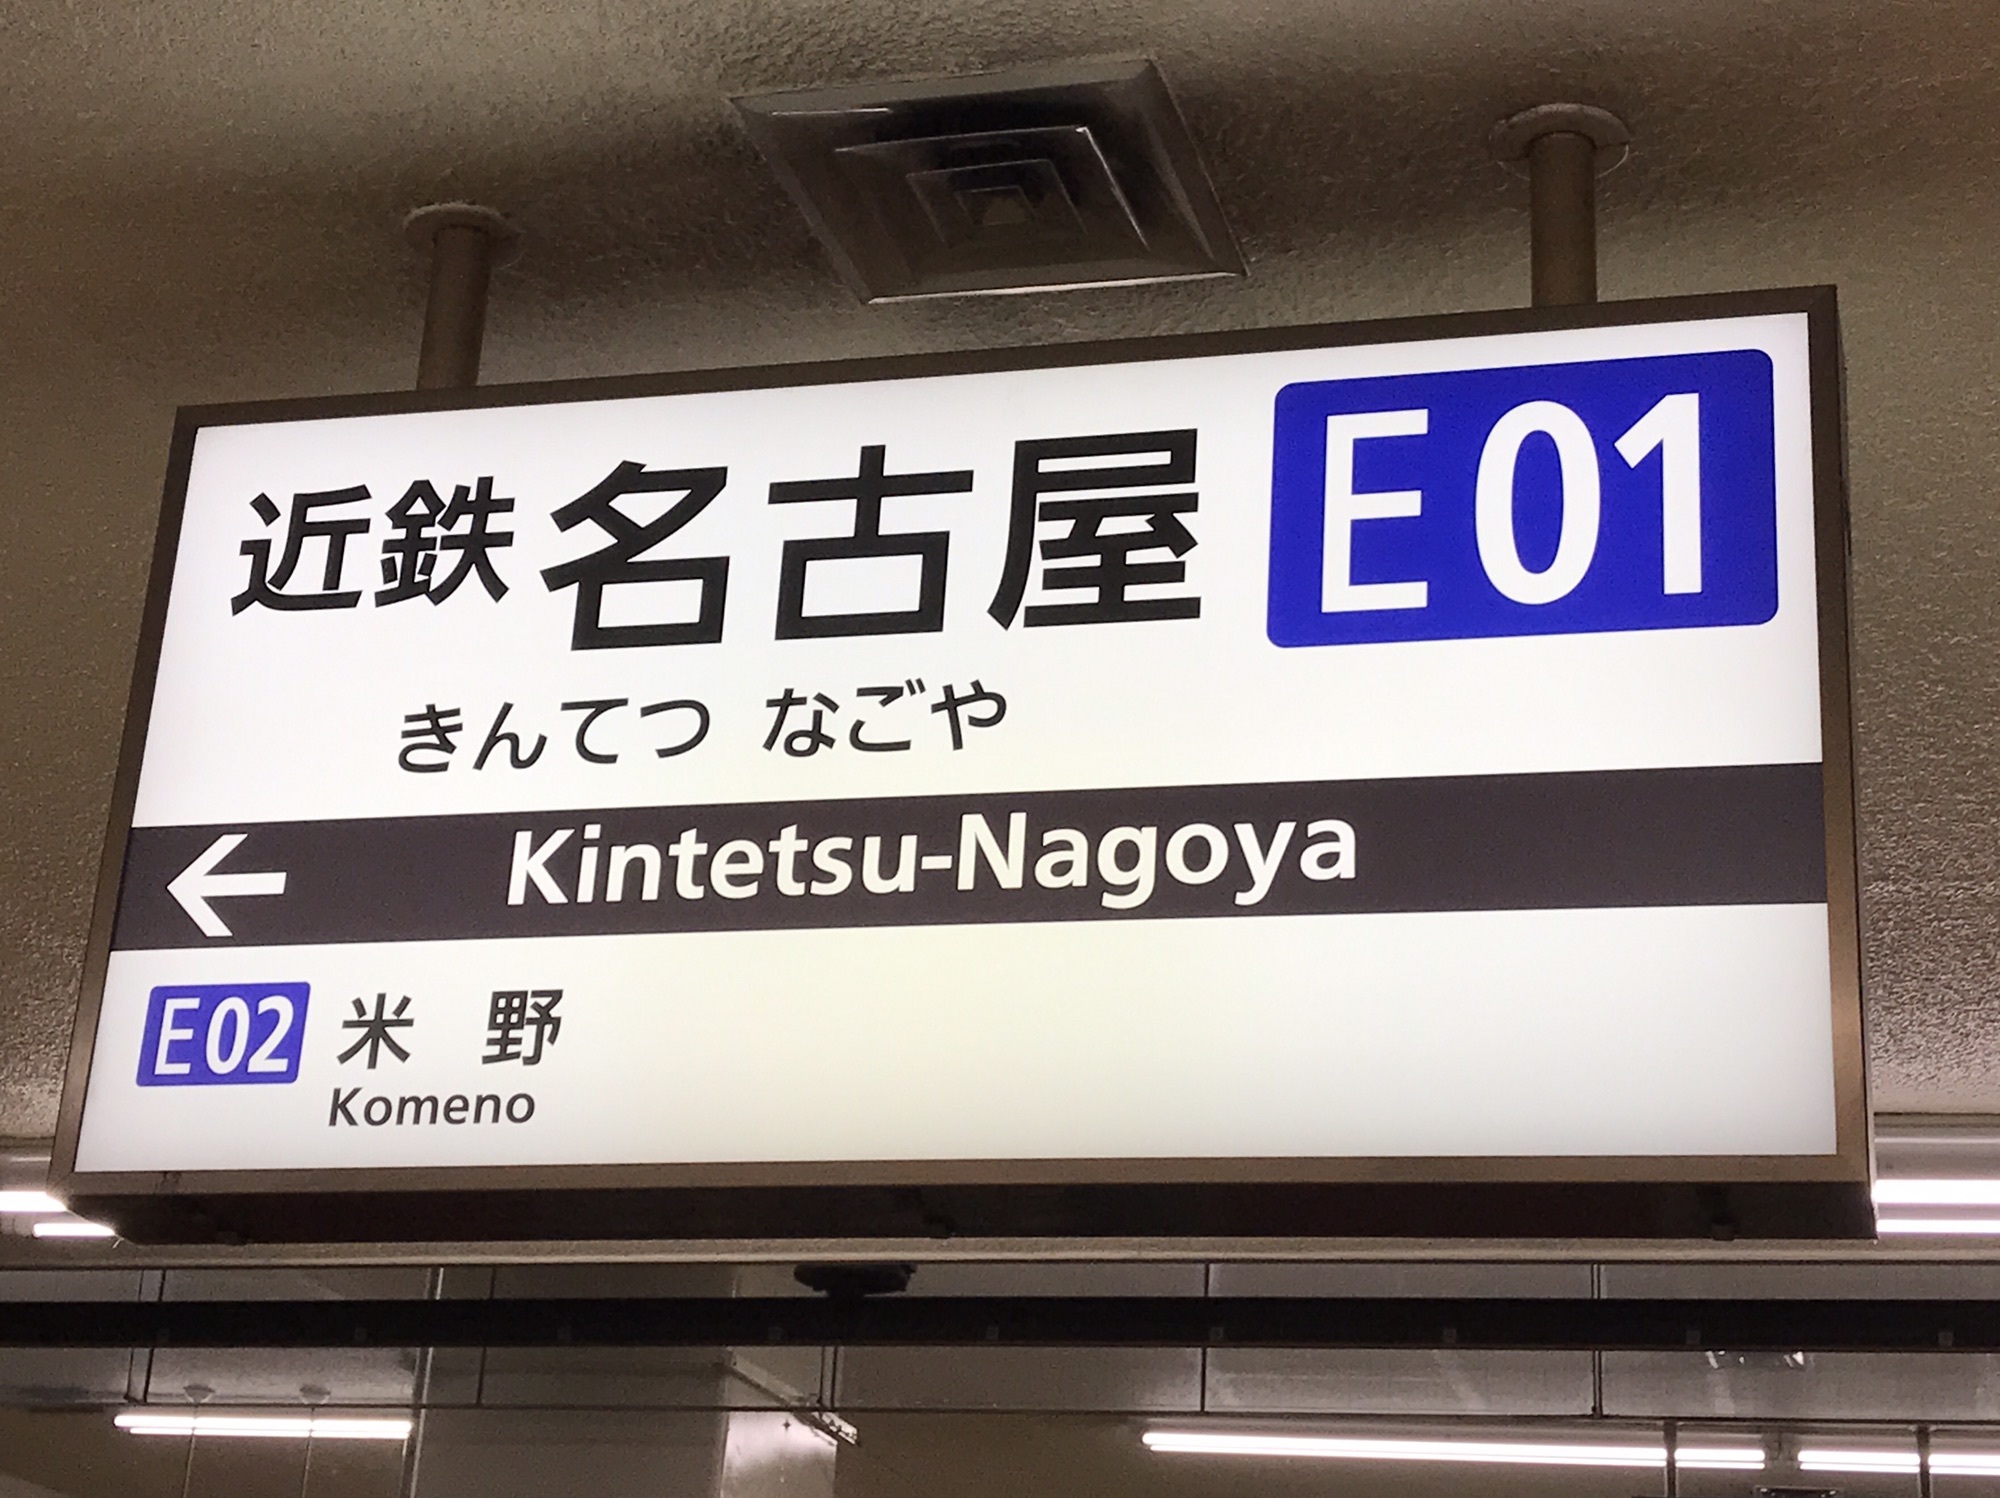 近鉄名古屋 E01
きんてつ なごや
← Kintetsu-Nagoya
E02 米 野
Komeno